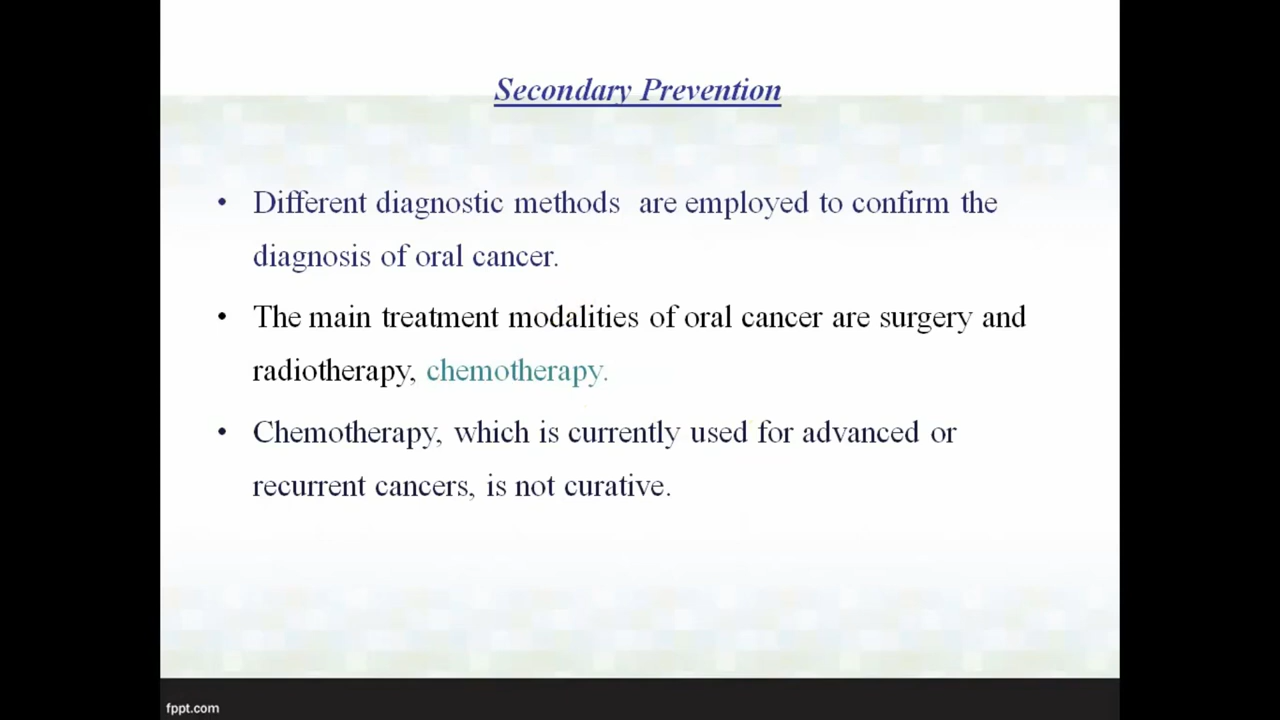 Secondary Prevention
• Different diagnostic methods are employed to confirm the
diagnosis of oral cancer.
• The main treatment modalities of oral cancer are surgery and
radiotherapy, chemotherapy.
• Chemotherapy, which is currently used for advanced or
recurrent cancers, is not curative.
fppt.com